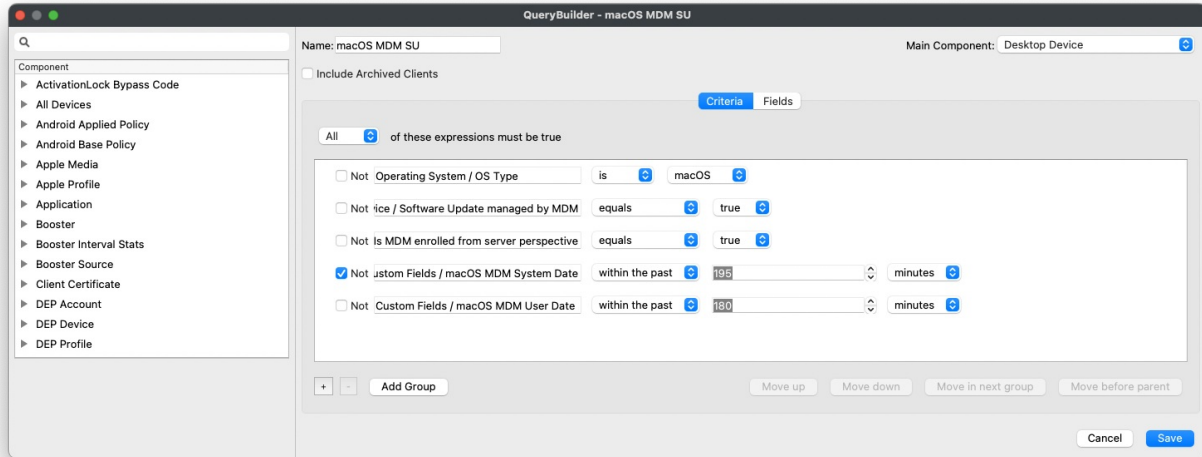 QueryBuilder - macOS MDM SU
Name: macOS MDM SU
Main Component: Desktop Device
Include Archived Clients
Component
ActivationLock Bypass Code
All Devices
Android Applied Policy
Android Base Policy
Apple Media
Apple Profile
Application
Booster
Booster Interval Stats
Booster Source
Client Certificate
DEP Account
DEP Device
DEP Profile
Criteria Fields
All of these expressions must be true
Not Operating System / OS Type is macOS
Not vice / Software Update managed by MDM equals true
Not Is MDM enrolled from server perspective equals true
Not ustom Fields / macOS MDM System Date within the past 195 minutes
Not Custom Fields / macOS MDM User Date within the past 180 minutes
+ - Add Group Move up Move down Move in next group Move before parent
Cancel Save